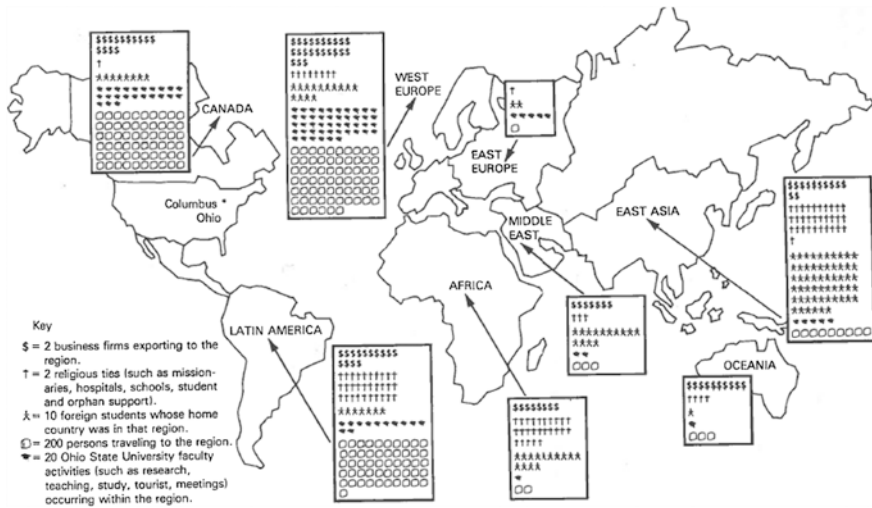 WEST
EUROPE
CANADA
EAST
EUROPE
Columbus
Ohio
MIDDLE
EAST
EAST ASIA
AFRICA
LATIN AMERICA
OCEANIA
Key
$ = 2 business firms exporting to the
region.
† = 2 religious ties (such as mission-
aries, hospitals, schools, student
and orphan support).
= 10 foreign students whose home
country was in that region.
= 200 persons traveling to the region.
= 20 Ohio State University faculty
activities (such as research,
teaching, study, tourist, meetings)
occurring within the region.